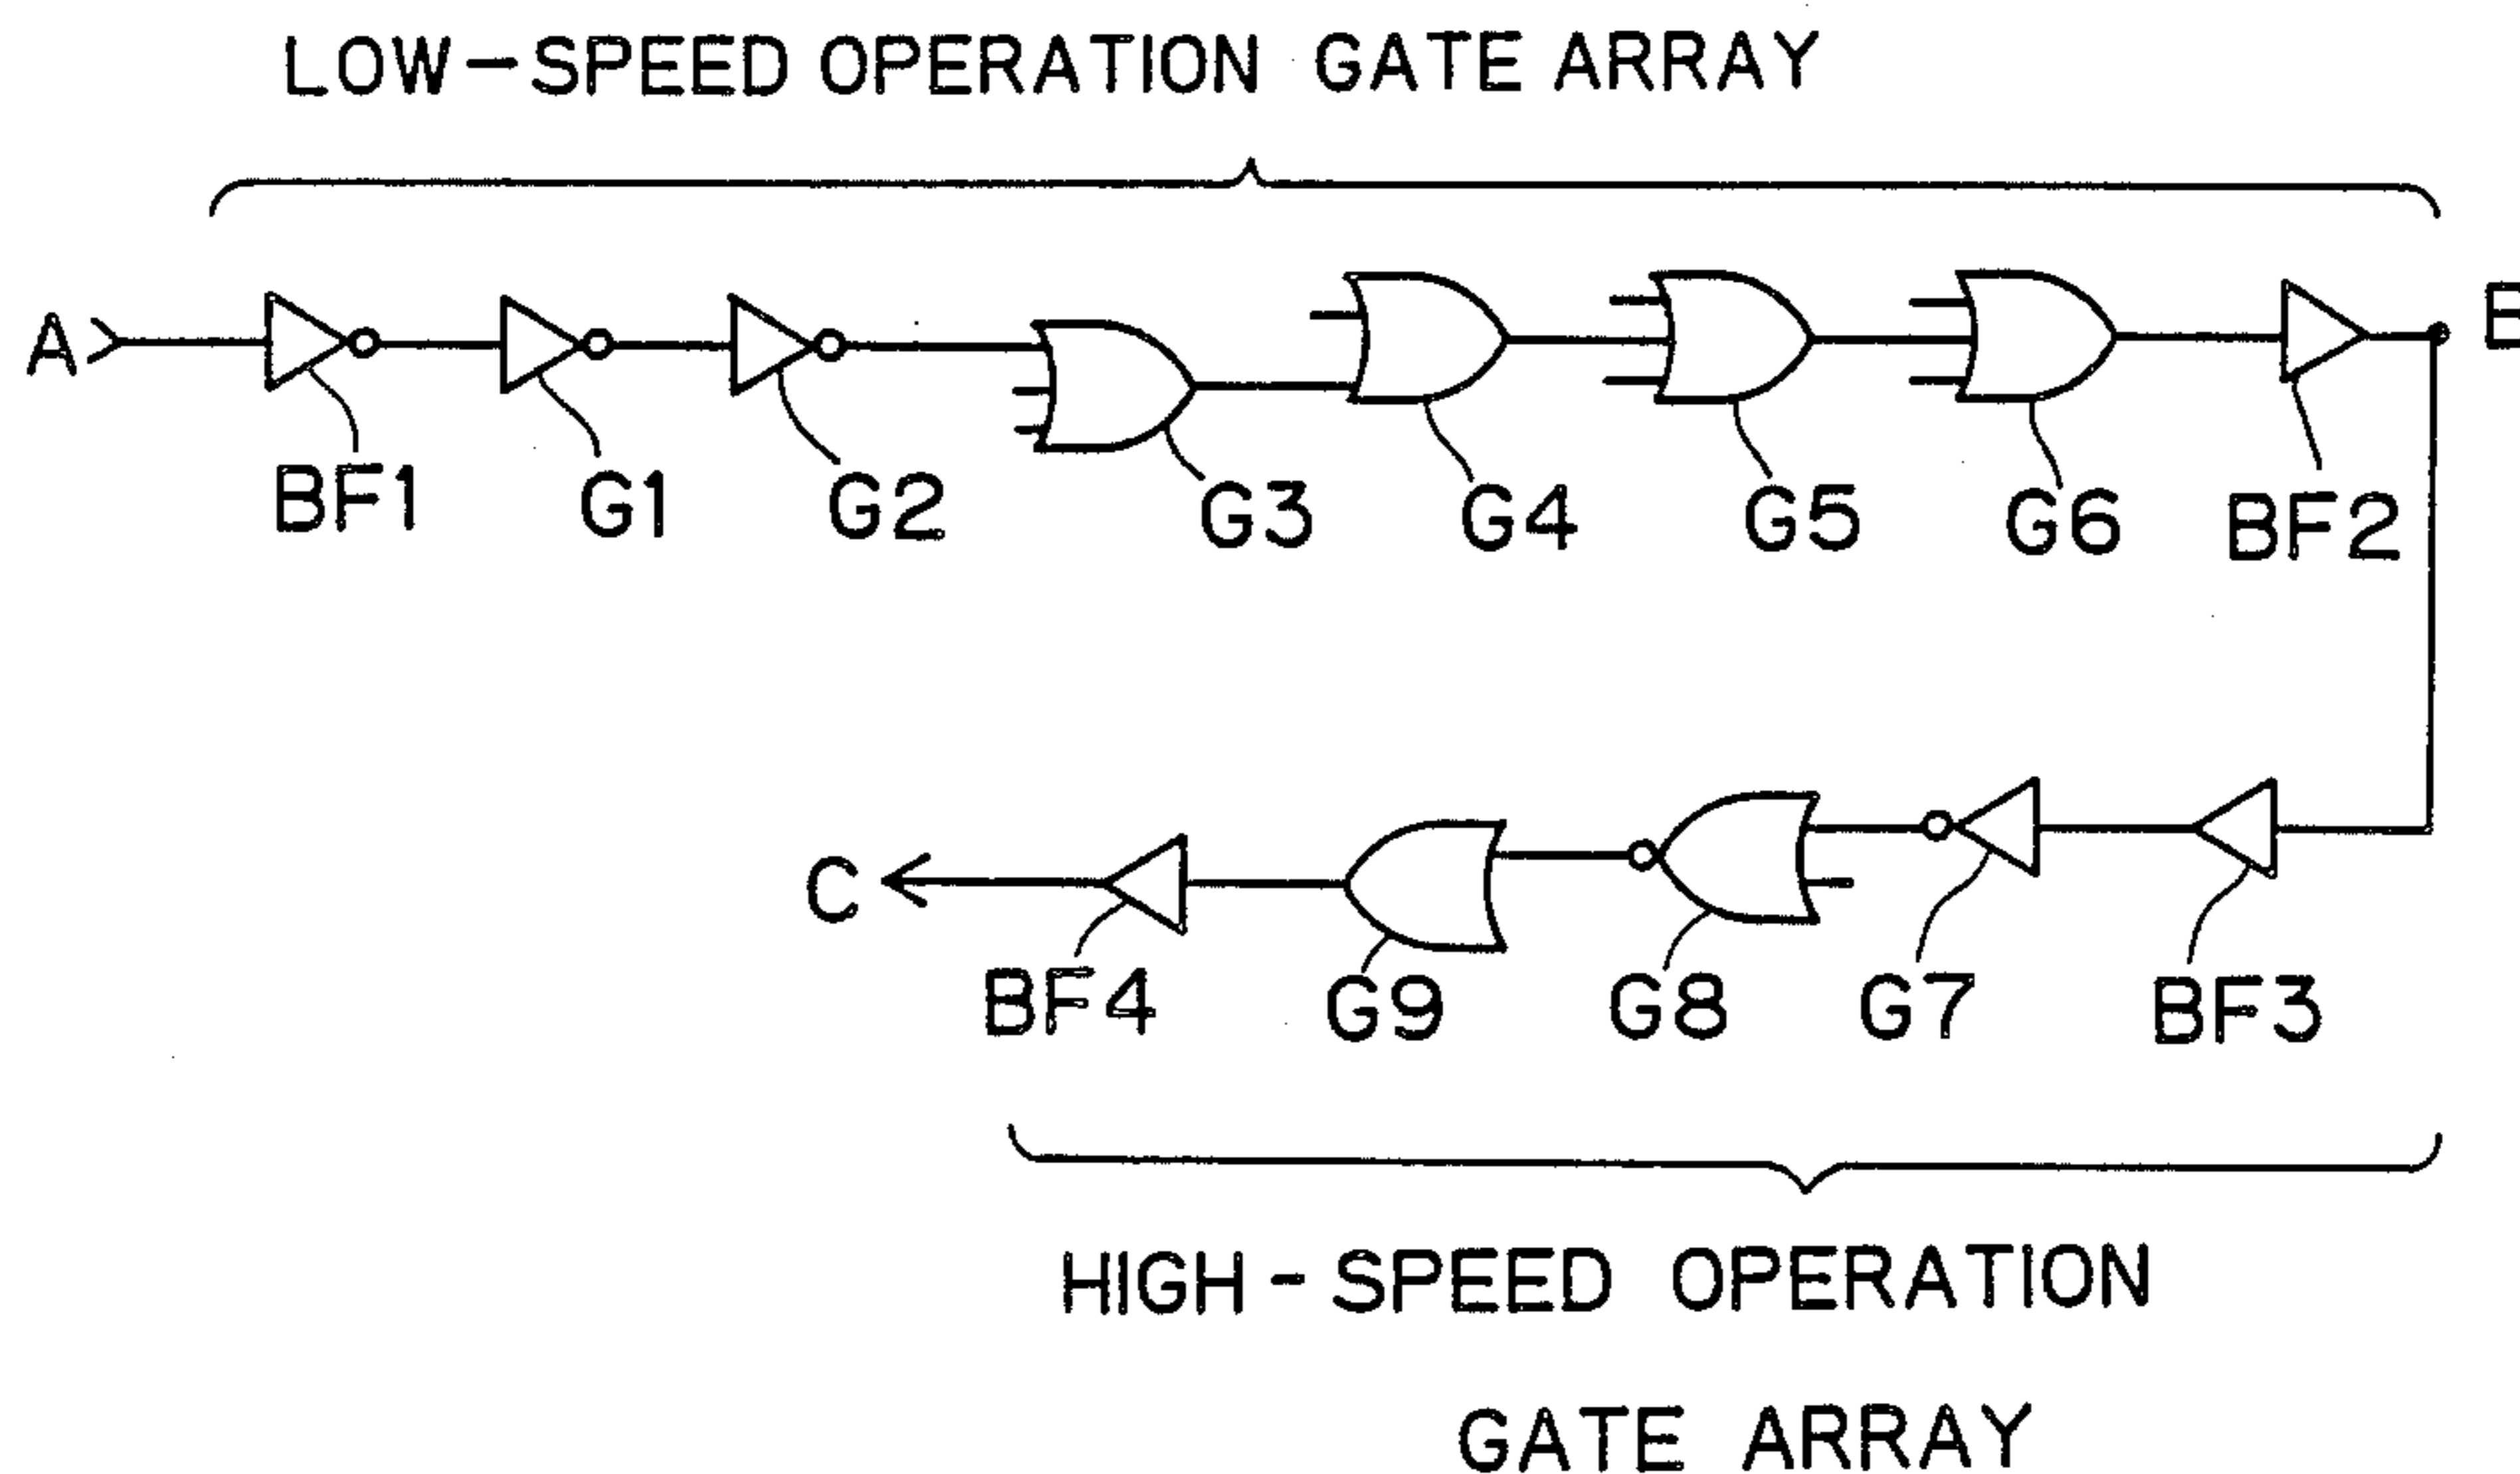 LOW-SPEED OPERATION GATE ARRAY
A
B
BF1 G1 G2 G3 G4 G5 G6 BF2
C
BF4 G9 G8 G7 BF3
HIGH-SPEED OPERATION
GATE ARRAY